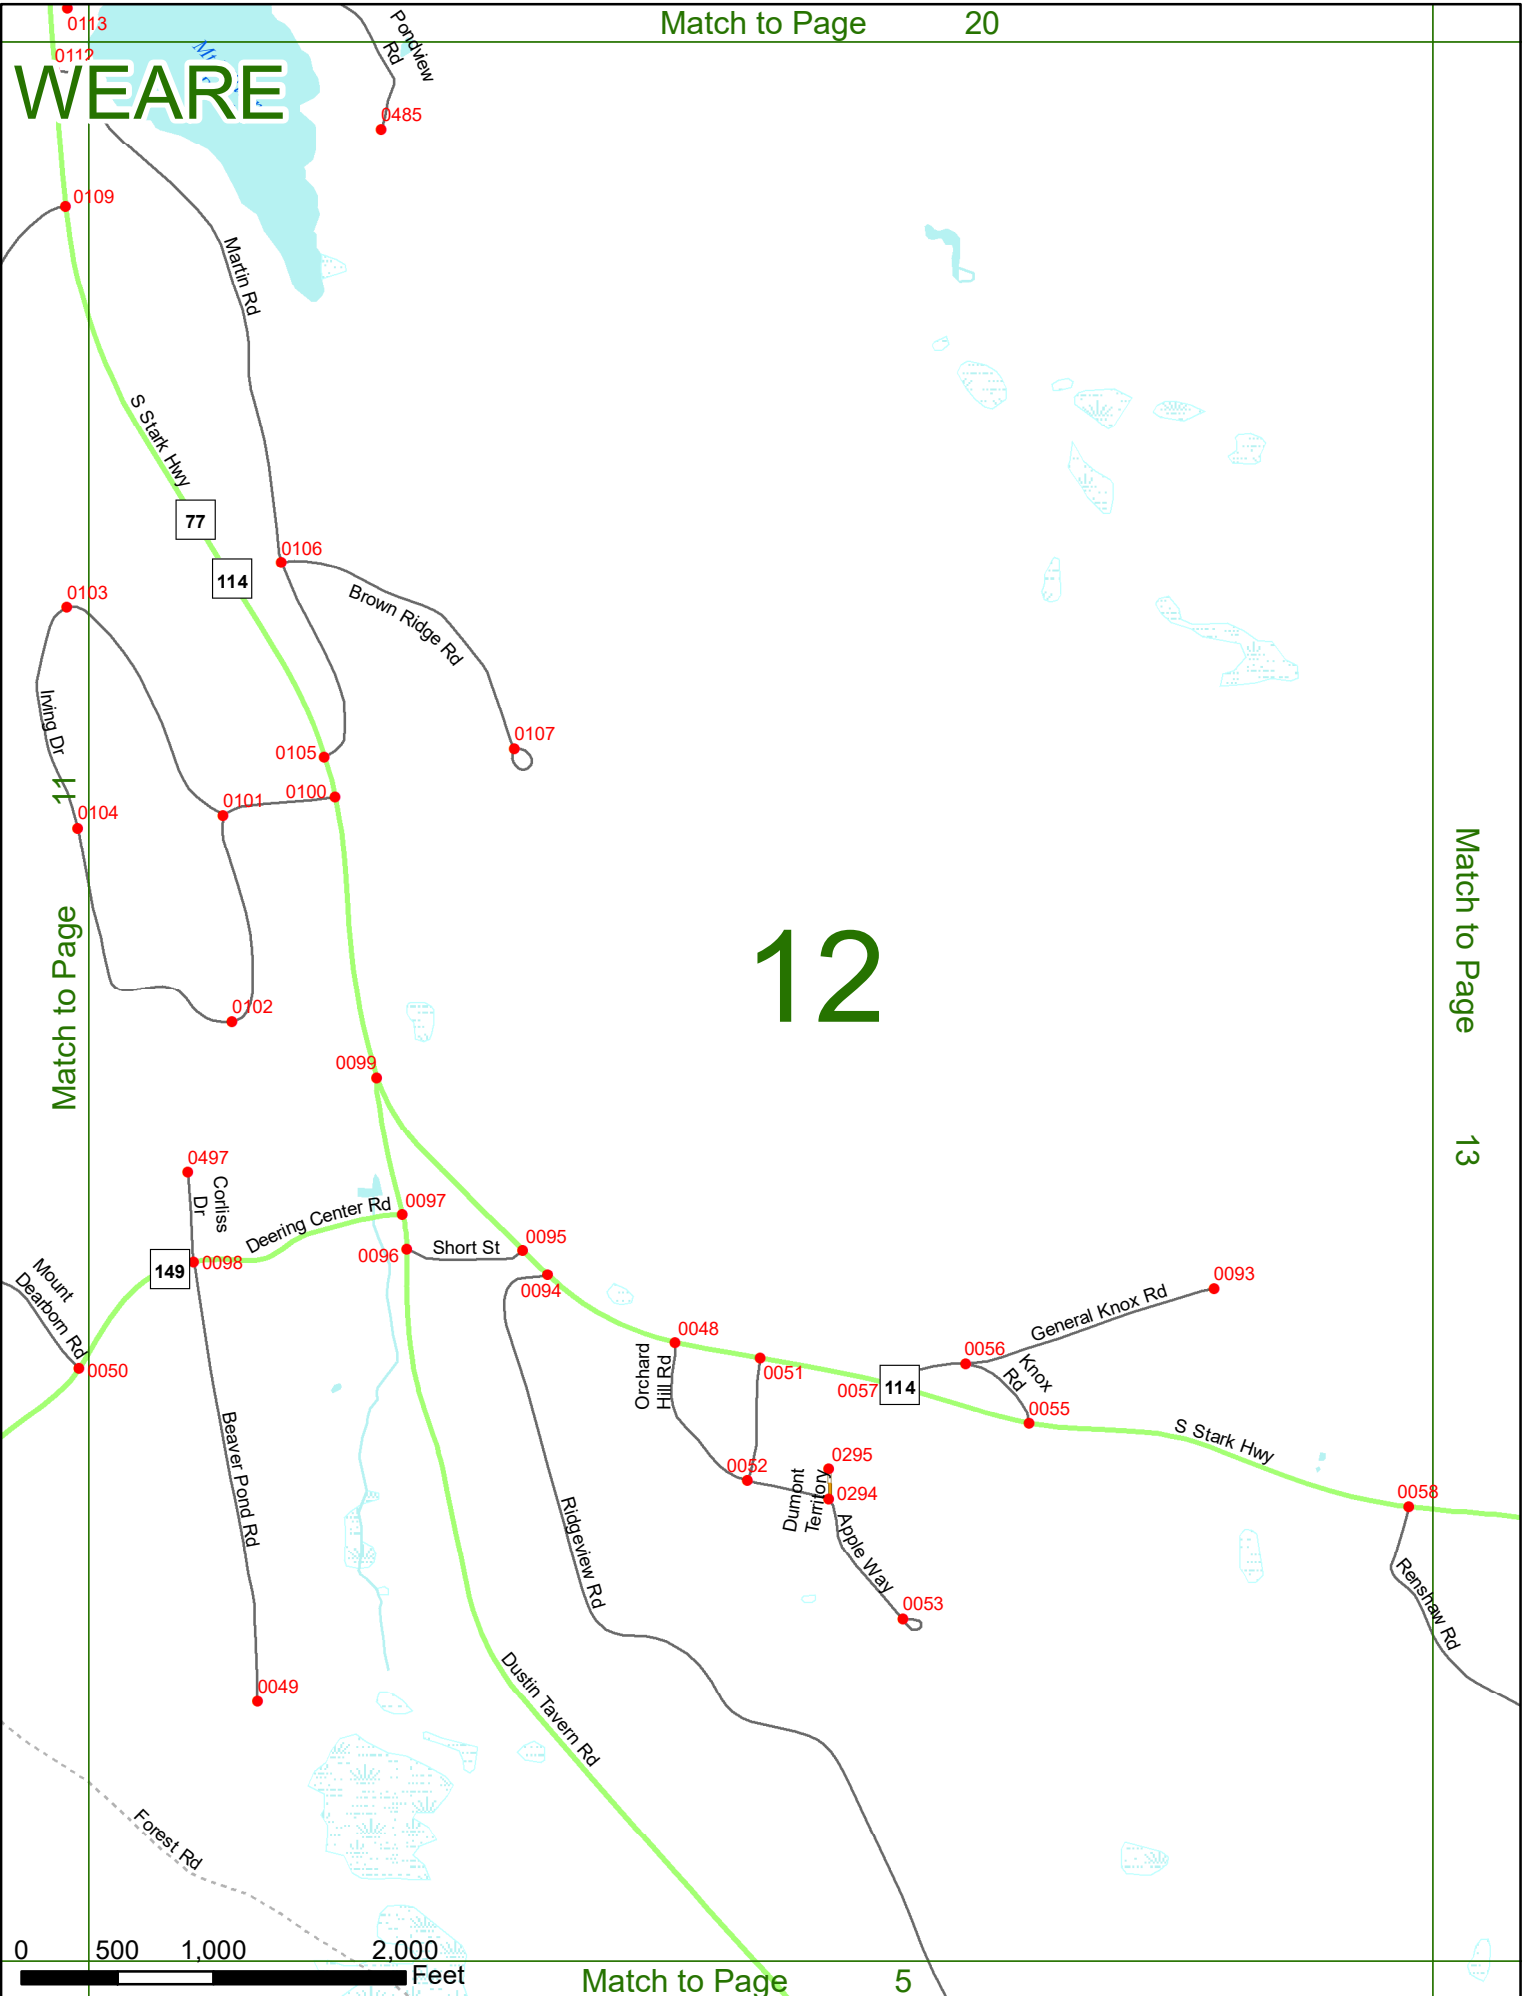 Match to Page 20
0113
0112
WEARE
Pondview
Rd
0485
0109
Martin Rd
S Stark Hwy
77
114
0106
Brown Ridge Rd
0103
Irving Dr
0107
0105
0100
0101
0104
Match to Page 11
12
Match to Page 13
0102
0099
0497
Corliss
Dr
0097
Deering Center Rd
0096
Short St
0095
0094
149
0098
Mount
Dearborn Rd
0050
0093
General Knox Rd
0048
0056
Orchard
Hill Rd
0051
0057
114
Knox
Rd
0055
S Stark Hwy
Beaver Pond Rd
0052
0295
0294
Dumont
Territory
Apple Way
0053
0058
Renshaw Rd
Ridgeview Rd
0049
Dustin Tavern Rd
Forest Rd
0 500 1,000 2,000
Feet
Match to Page 5